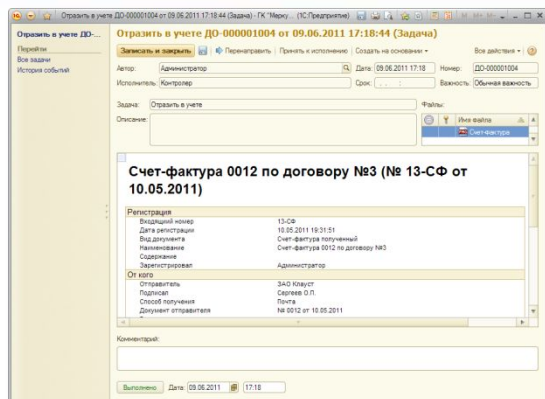 Отразить в учете ДО-000001004 от 09.06.2011 17:18:44 (Задача) - ГК "Мерку... (1С:Предприятие)
M M+ M-
Отразить в учете ДО-...
Перейти
Все задачи
История событий
Отразить в учете ДО-000001004 от 09.06.2011 17:18:44 (Задача)
Записать и закрыть Перенаправить Принять к исполнению Создать на основании Все действия
Автор: Администратор Дата: 09.06.2011 17:18 Номер: ДО-000001004
Исполнитель: Контролер Срок: . . : Важность: Обычная важность
Задача: Отразить в учете Файлы:
Описание: Имя файла
Счет-фактура
Счет-фактура 0012 по договору №3 (№ 13-СФ от
10.05.2011)
Регистрация
Входящий номер 13-СФ
Дата регистрации 10.05.2011 19:31:51
Вид документа Счет-фактура полученный
Наименование Счет-фактура 0012 по договору №3
Содержание
Зарегистрировал Администратор
От кого
Отправитель ЗАО Клауст
Подписал Сергеев О.П.
Способ получения Почта
Документ отправителя № 0012 от 10.05.2011
Комментарий:
Выполнено Дата: 09.06.2011 17:18